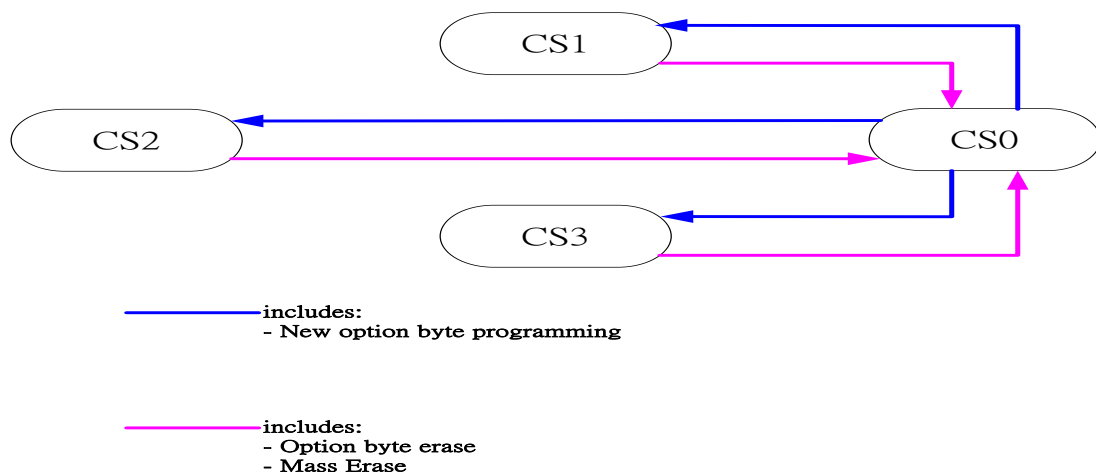 CS1
CS2
CS0
CS3
includes:
- New option byte programming
includes:
- Option byte erase
- Mass Erase